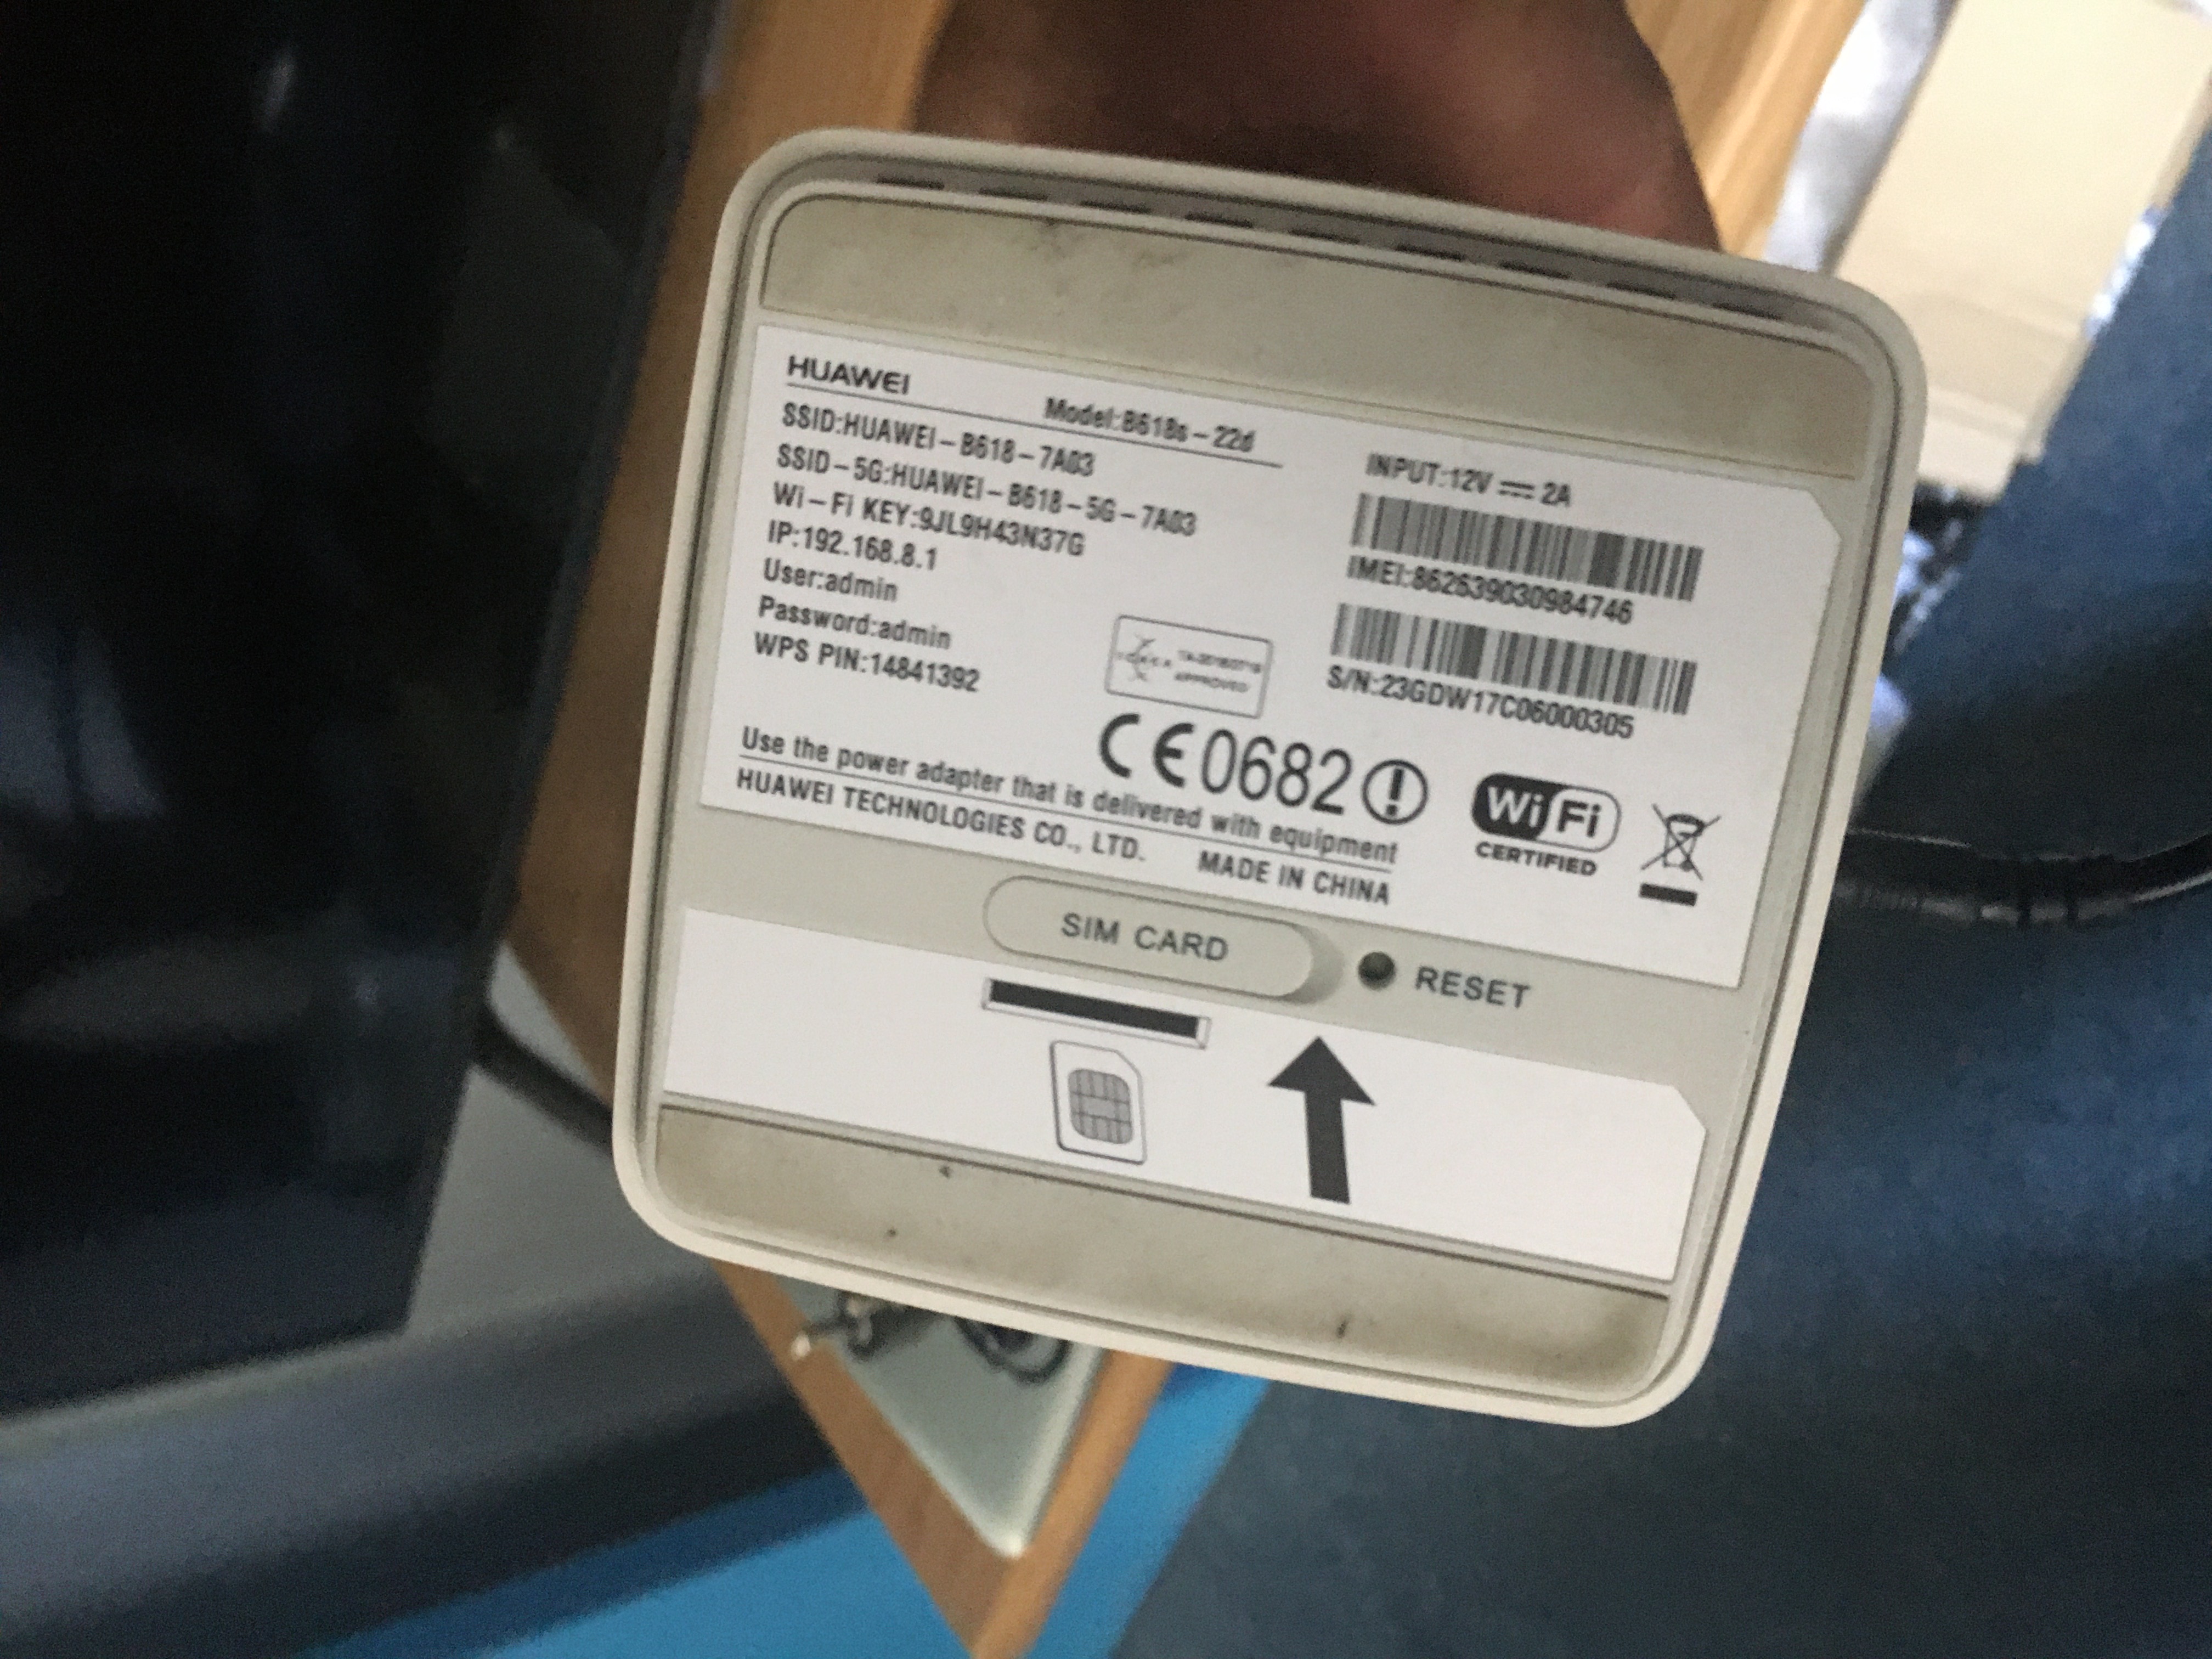 HUAWEI Model:B618s-22d
SSID:HUAWEI-B618-7A03
SSID-5G:HUAWEI-B618-5G-7A03
Wi-Fi KEY:9JL9H43N37G
IP:192.168.8.1
User:admin
Password:admin
WPS PIN:14841392
INPUT:12V 2A
IMEI:862639030984746
S/N:23GDW17C06000305
APPROVED
CE0682
Wi Fi
CERTIFIED
Use the power adapter that is delivered with equipment
HUAWEI TECHNOLOGIES CO., LTD. MADE IN CHINA
SIM CARD
RESET